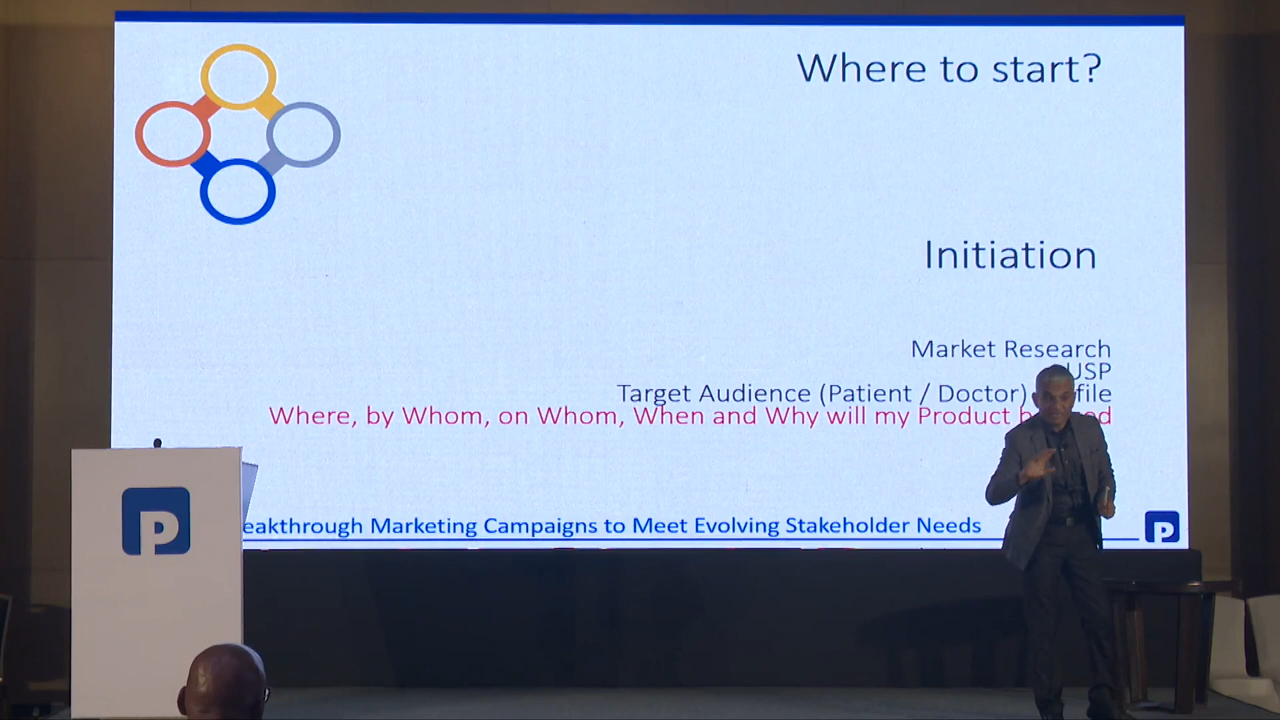 Where to start?
Initiation
Market Research
USP
Target Audience (Patient / Doctor)
Where, by Whom, on Whom, When and Why will my Product
Marketing Campaigns to Meet Evolving Stakeholder Needs
P
P